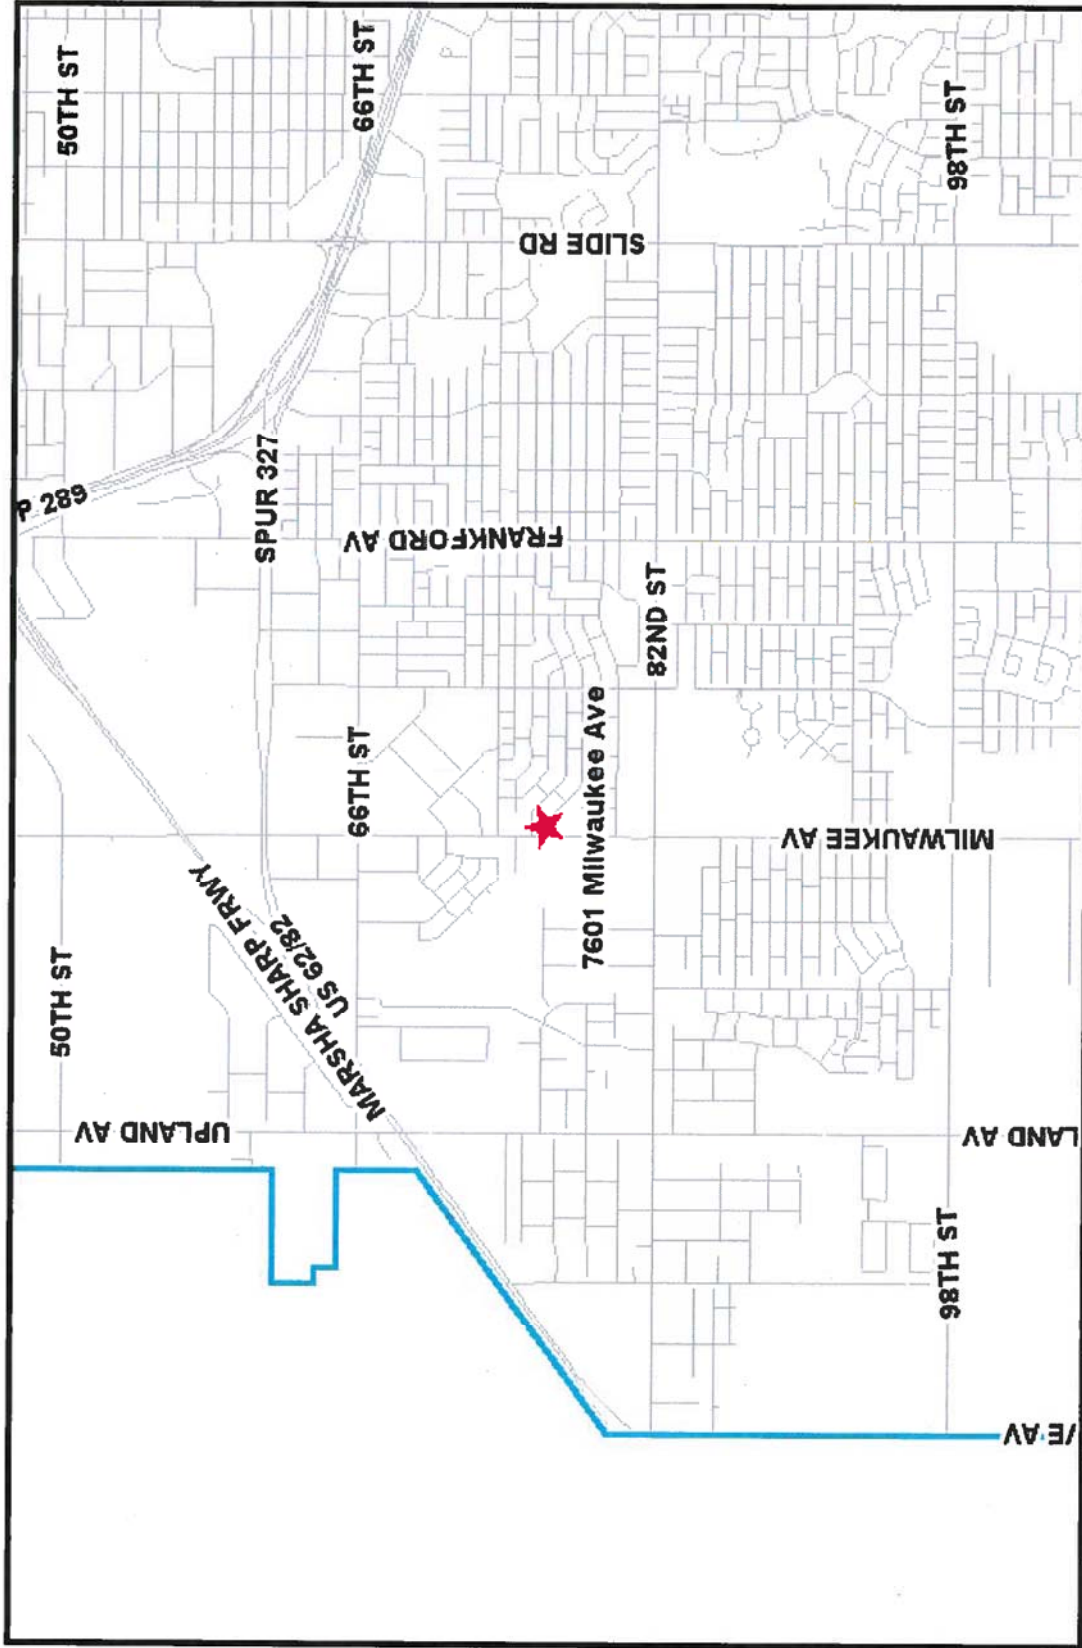 50TH ST
50TH ST
P 289
UPLAND AV
MARSHA SHARP FRWY
US 62/82
SPUR 327
66TH ST
66TH ST
FRANKFORD AV
SLIDE RD
7601 Milwaukee Ave
82ND ST
MILWAUKEE AV
98TH ST
98TH ST
LAND AV
VE AV